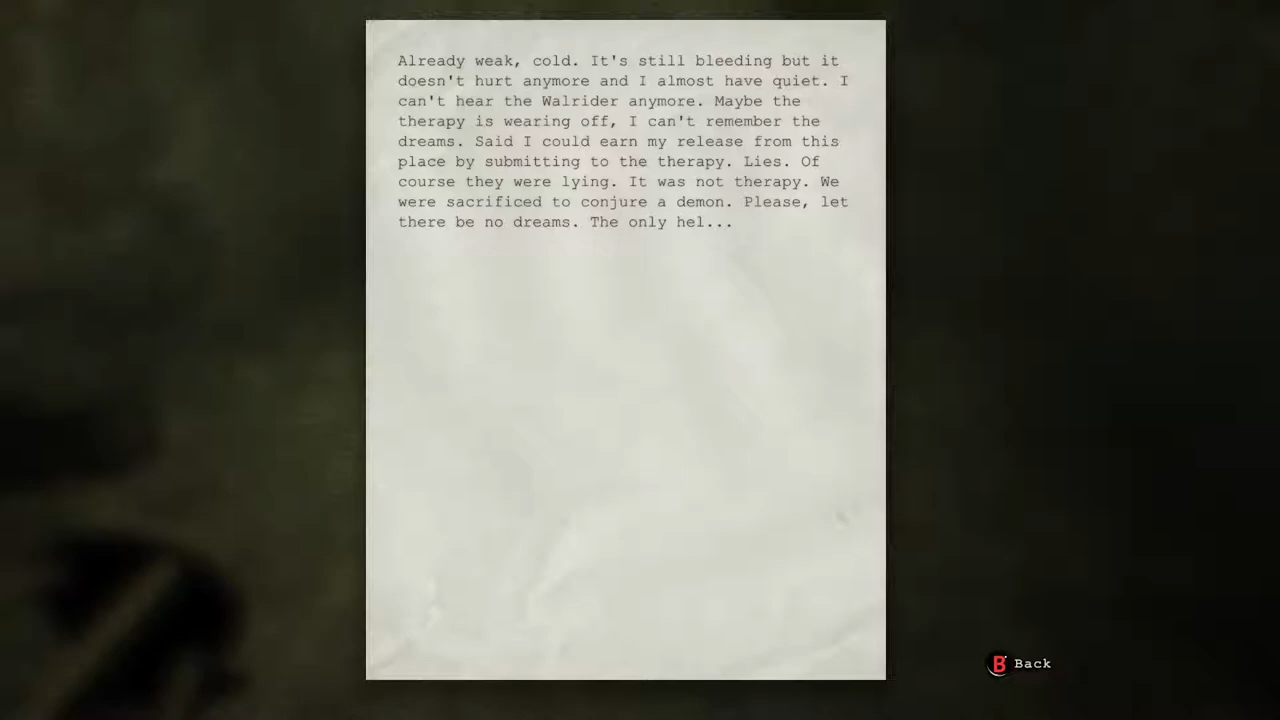 Already weak, cold. It's still bleeding but it
doesn't hurt anymore and I almost have quiet. I
can't hear the Walrider anymore. Maybe the
therapy is wearing off, I can't remember the
dreams. Said I could earn my release from this
place by submitting to the therapy. Lies. Of
course they were lying. It was not therapy. We
were sacrificed to conjure a demon. Please, let
there be no dreams. The only hel...
B Back